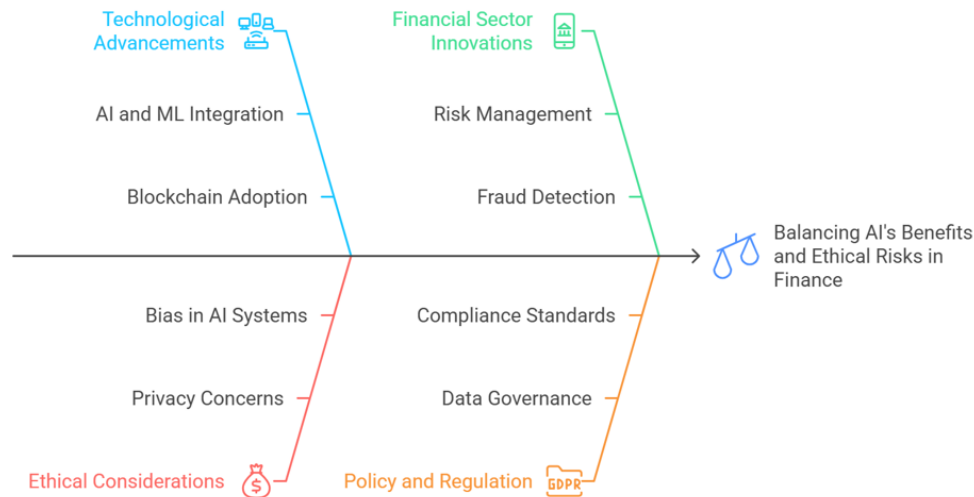 Technological
Advancements
Financial Sector
Innovations
AI and ML Integration
Risk Management
Blockchain Adoption
Fraud Detection
Balancing AI's Benefits
and Ethical Risks in
Finance
Bias in AI Systems
Compliance Standards
Privacy Concerns
Data Governance
Ethical Considerations
$
Policy and Regulation
GDPR